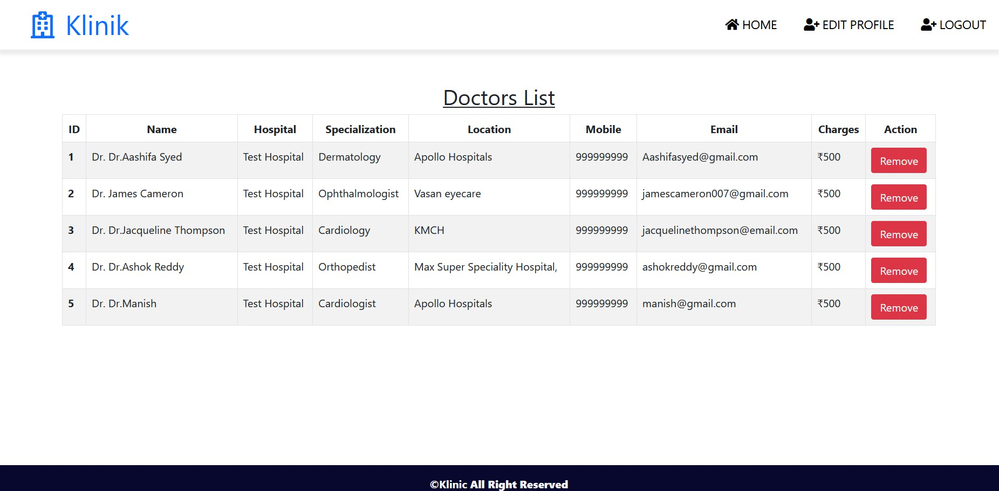 Klinik
HOME EDIT PROFILE LOGOUT
Doctors List
ID Name Hospital Specialization Location Mobile Email Charges Action
1 Dr. Dr.Aashifa Syed Test Hospital Dermatology Apollo Hospitals 999999999 Aashifasyed@gmail.com ₹500 Remove
2 Dr. James Cameron Test Hospital Ophthalmologist Vasan eyecare 999999999 jamescameron007@gmail.com ₹500 Remove
3 Dr. Dr.Jacqueline Thompson Test Hospital Cardiology KMCH 999999999 jacquelinethompson@email.com ₹500 Remove
4 Dr. Dr.Ashok Reddy Test Hospital Orthopedist Max Super Speciality Hospital, 999999999 ashokreddy@gmail.com ₹500 Remove
5 Dr. Dr.Manish Test Hospital Cardiologist Apollo Hospitals 999999999 manish@gmail.com ₹500 Remove
©Klinic All Right Reserved